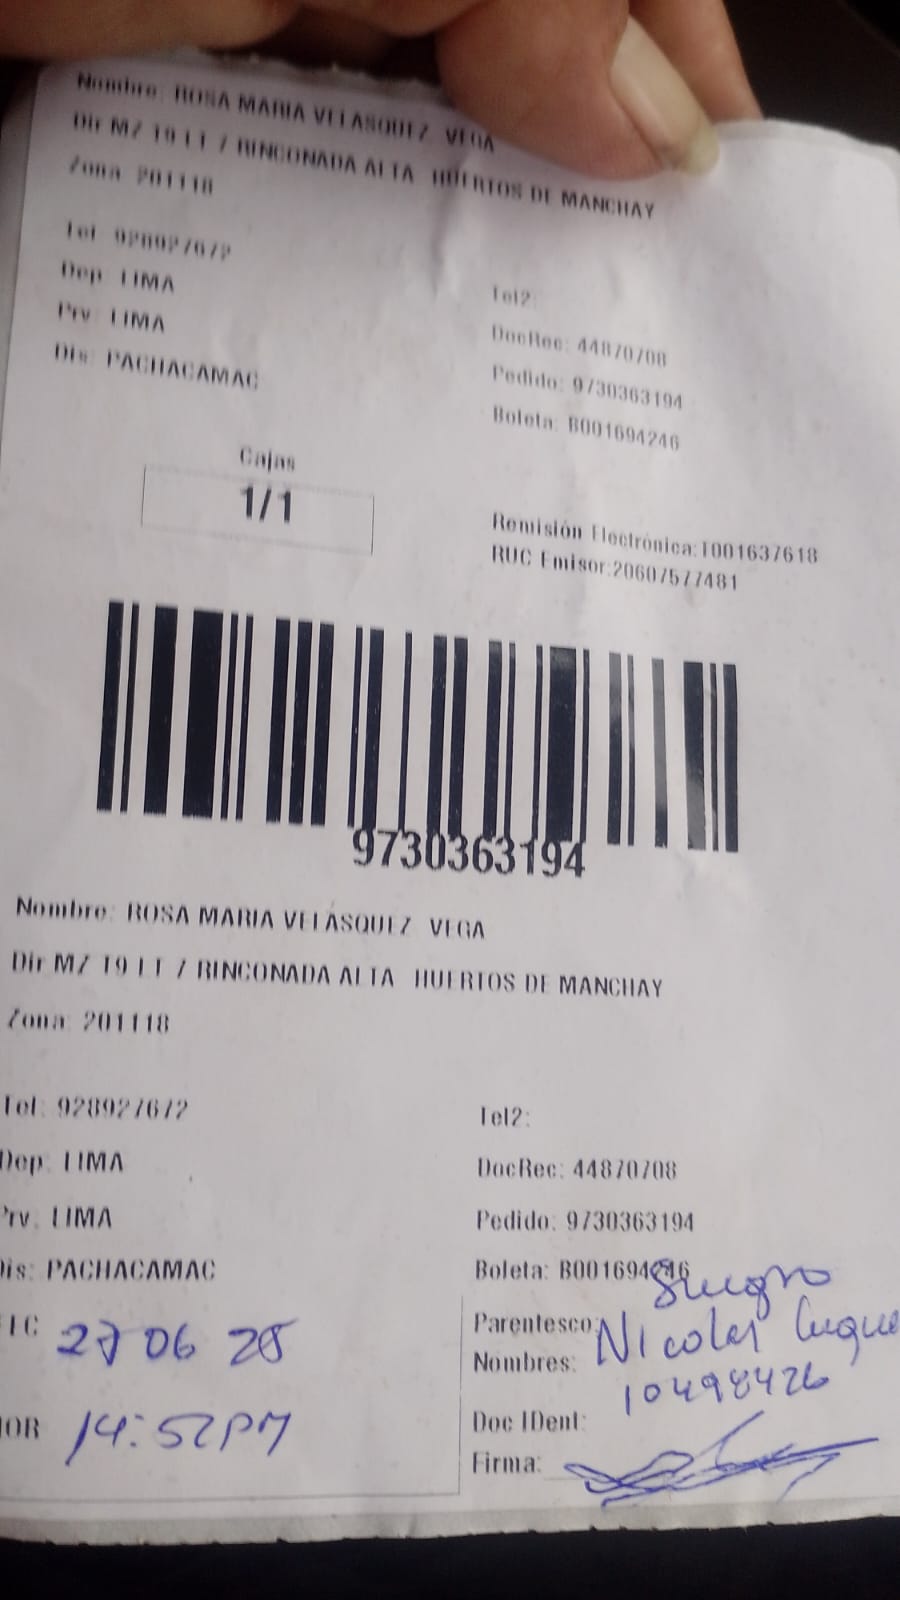 Nombre: ROSA MARIA VELASQUEZ VEGA
Dir MZ T9 LT 7 RINCONADA ALTA HUERTOS DE MANCHAY
Zona: 201118
Tel: 928927672
Dep: LIMA
Prv: LIMA
Dis: PACHACAMAC
Tel2:
DocRec: 44870708
Pedido: 9730363194
Boleta: B001694246
Cajas
1/1
Remisión Electrónica:T001637618
RUC Emisor:20607577481
9730363194
Nombre: ROSA MARIA VELASQUEZ VEGA
Dir MZ T9 LT 7 RINCONADA ALTA HUERTOS DE MANCHAY
Zona: 201118
Tel: 928927672
Dep: LIMA
Prv: LIMA
Dis: PACHACAMAC
Tel2:
DocRec: 44870708
Pedido: 9730363194
Boleta: B001694246
27 06 25
HOR 14:52PM
Parentesco: Suegro
Nombres: Nicolas Luque
Doc IDent: 10498426
Firma: